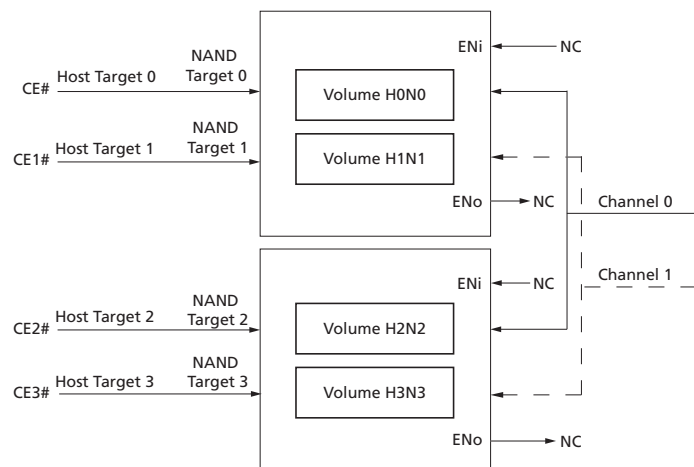 ENi
NC
NAND
Host Target 0
Target 0
CE#
Volume H0N0
NAND
Host Target 1
Target 1
CE1#
Volume H1N1
ENo
NC
Channel 0
Channel 1
ENi
NC
NAND
Host Target 2
Target 2
CE2#
Volume H2N2
NAND
Host Target 3
Target 3
CE3#
Volume H3N3
ENo
NC